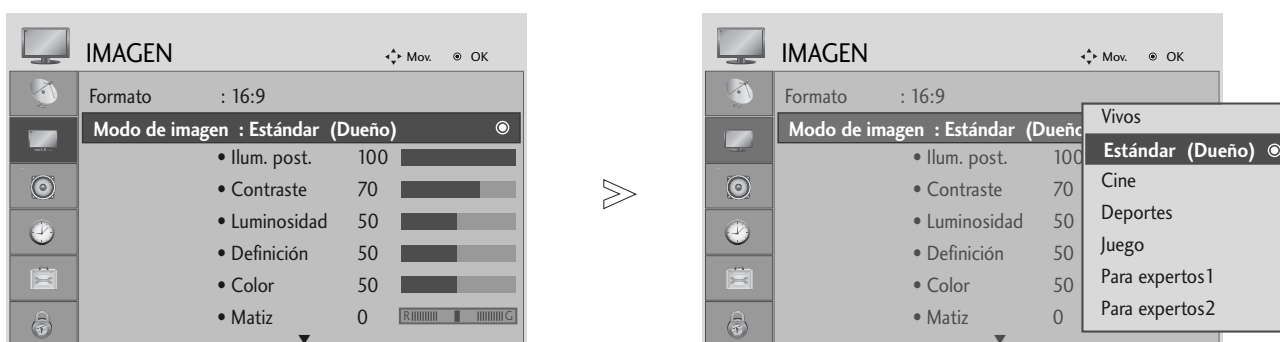 IMAGEN Mov. OK
Formato : 16:9
Modo de imagen : Estándar (Dueño)
• Ilum. post. 100
• Contraste 70
• Luminosidad 50
• Definición 50
• Color 50
• Matiz 0 R G
IMAGEN Mov. OK
Formato : 16:9
Modo de imagen : Estándar (Dueño
• Ilum. post. 100
• Contraste 70
• Luminosidad 50
• Definición 50
• Color 50
• Matiz 0
Vivos
Estándar (Dueño)
Cine
Deportes
Juego
Para expertos1
Para expertos2